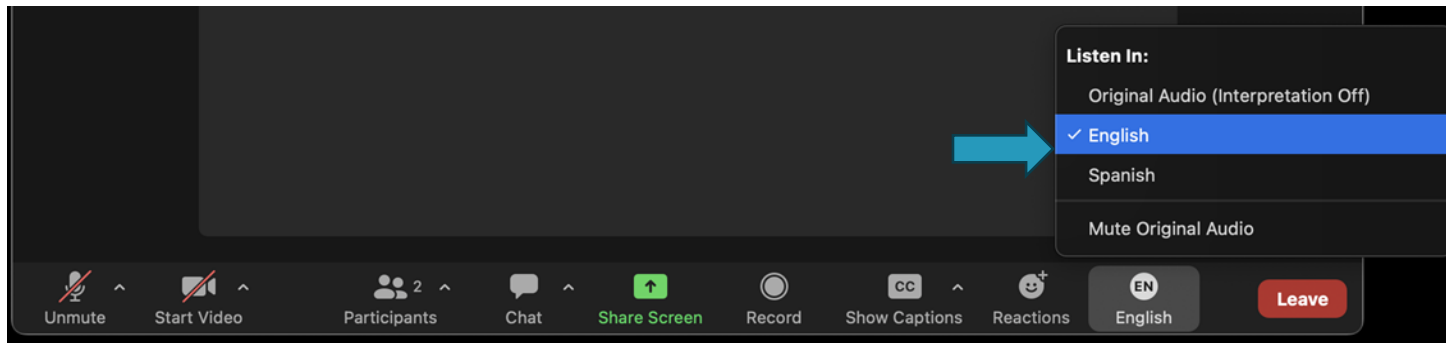 Listen In:
Original Audio (Interpretation Off)
English
Spanish
Mute Original Audio
2
CC
EN
Unmute
Start Video
Participants
Chat
Share Screen
Record
Show Captions
Reactions
English
Leave